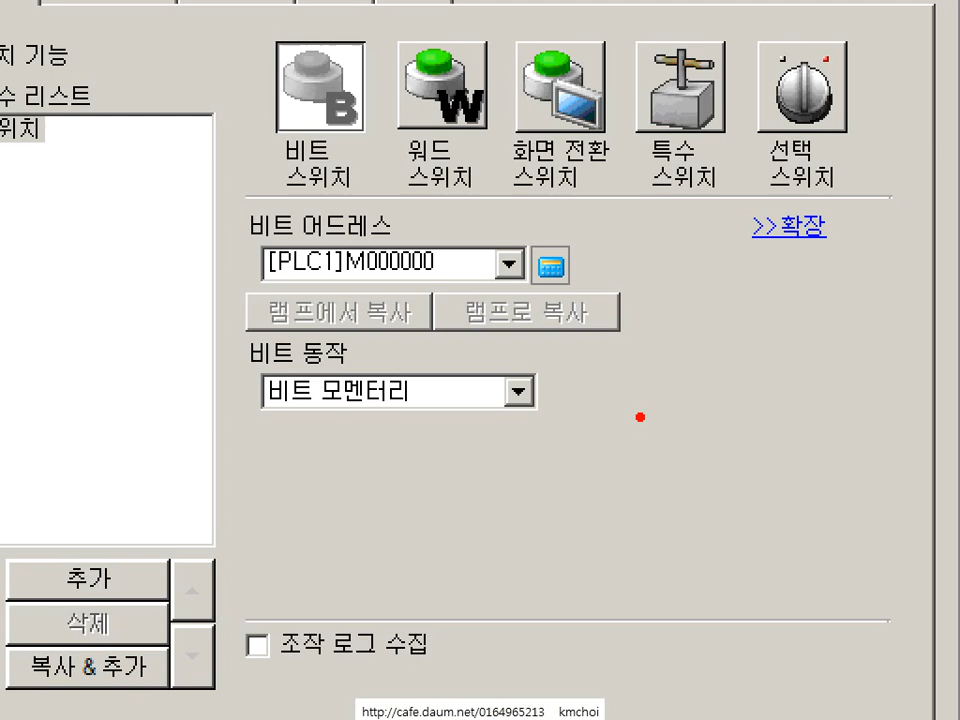 치 기능
수 리스트
위치
비트
스위치
워드
스위치
화면 전환
스위치
특수
스위치
선택
스위치
비트 어드레스
>>확장
[PLC1]M000000
램프에서 복사
램프로 복사
비트 동작
비트 모멘터리
추가
삭제
복사 & 추가
조작 로그 수집
http://cafe.daum.net/0164965213 kmchoi
B
W